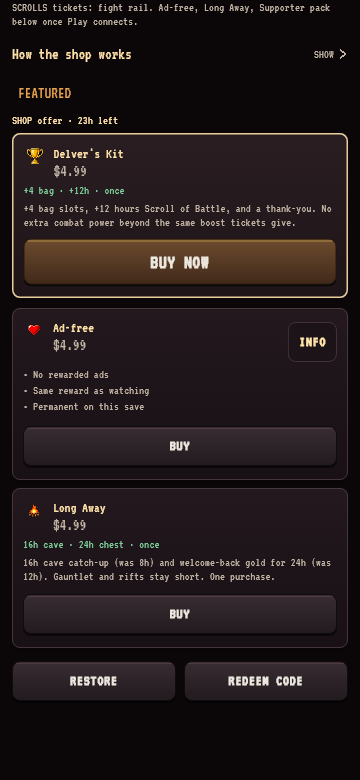 SCROLLS tickets: fight rail. Ad-free, Long Away, Supporter pack
below once Play connects.
How the shop works
SHOW >
FEATURED
SHOP offer · 23h left
Delver's Kit
$4.99
+4 bag · +12h · once
+4 bag slots, +12 hours Scroll of Battle, and a thank-you. No
extra combat power beyond the same boost tickets give.
BUY NOW
Ad-free
$4.99
INFO
• No rewarded ads
• Same reward as watching
• Permanent on this save
BUY
Long Away
$4.99
16h cave · 24h chest · once
16h cave catch-up (was 8h) and welcome-back gold for 24h (was
12h). Gauntlet and rifts stay short. One purchase.
BUY
RESTORE
REDEEM CODE